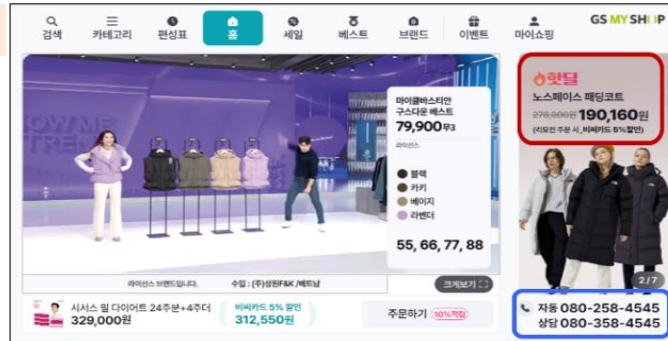 검색
카테고리
편성표
홈
세일
베스트
브랜드
이벤트
마이쇼핑
GS MY SHOP
마이클바스티안
구스다운 베스트
79,900무3
라이선스
블랙
카키
베이지
라벤더
55, 66, 77, 88
라이선스 브랜드입니다. 수입 : (주)성원F&K /베트남
크게보기
핫딜
노스페이스 패딩코트
278,000원 190,160원
(리모컨 주문 시, 비씨카드 5%할인)
2/7
시서스 필 다이어트 24주분+4주더
329,000원
비씨카드 5% 할인
312,550원
주문하기 10%적립
자동 080-258-4545
상담 080-358-4545